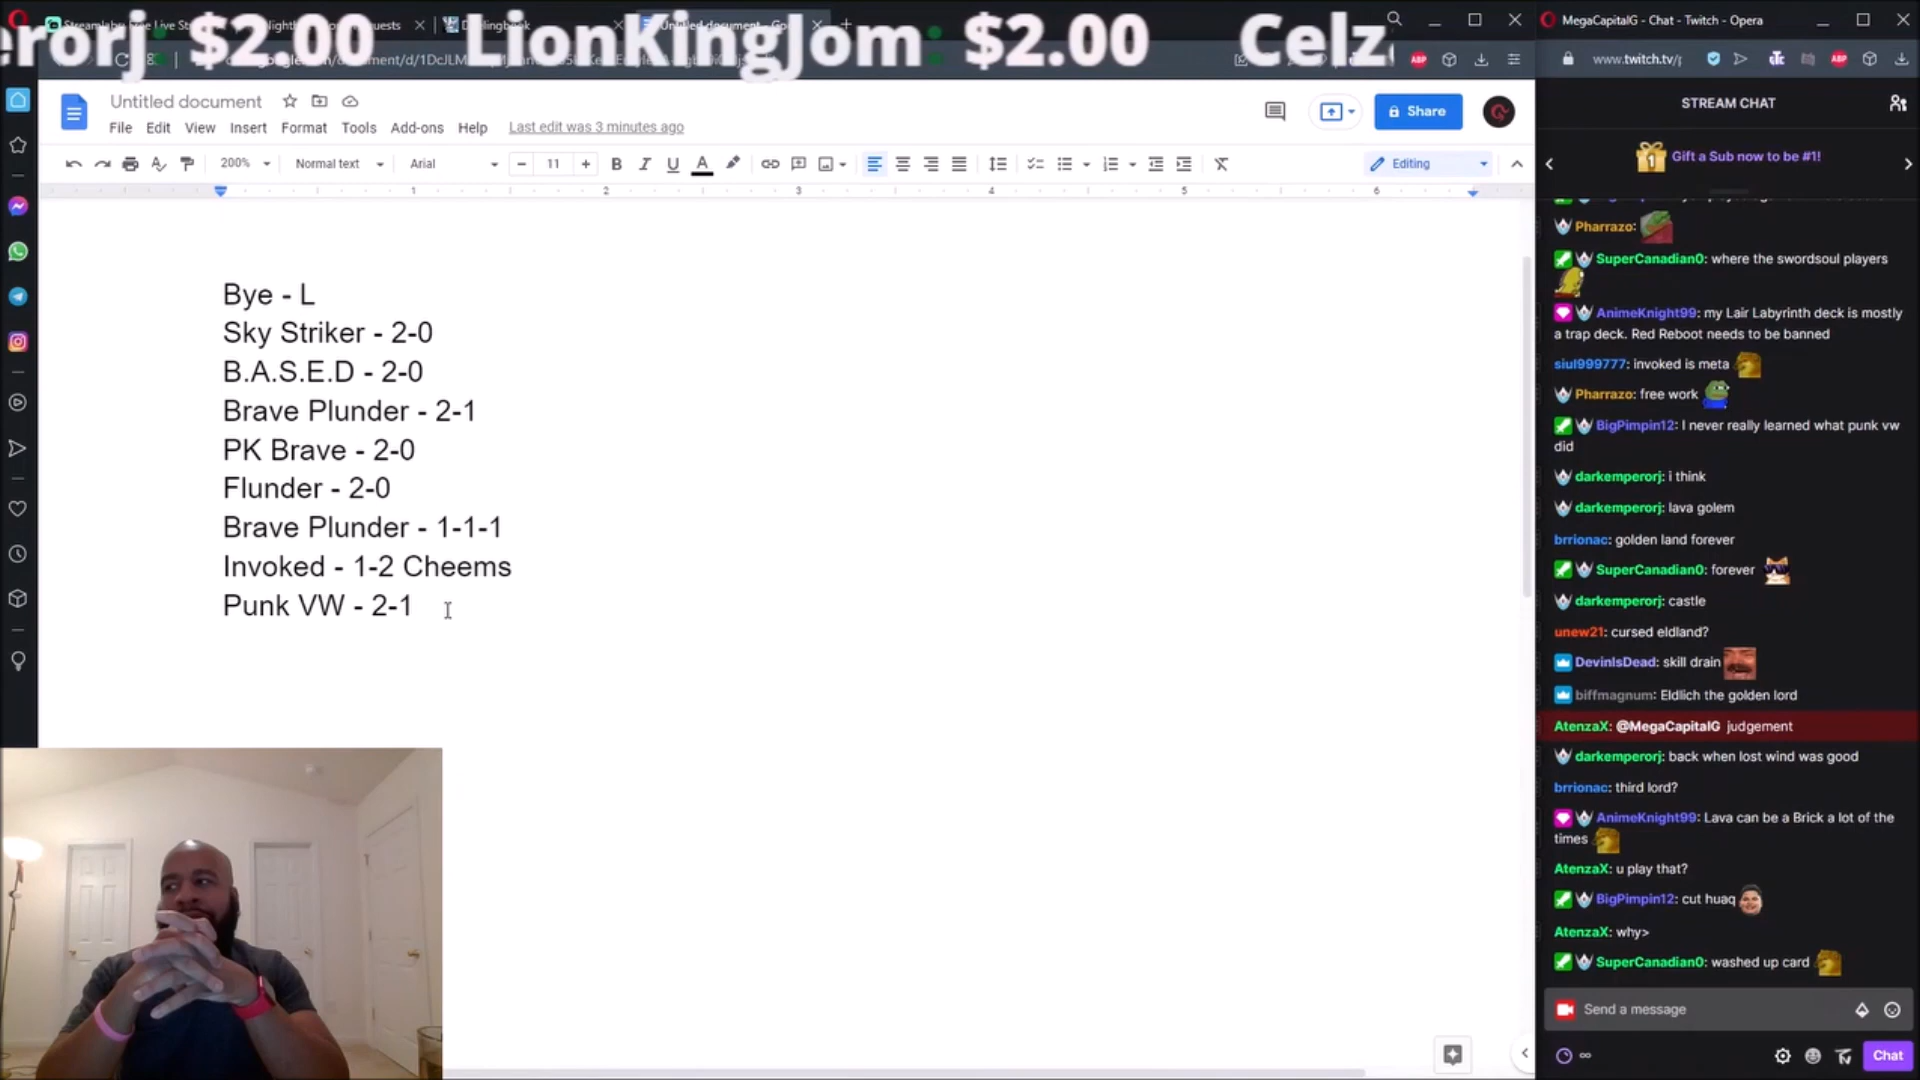 erorj: $2.00 LionKingJom: $2.00 Celz
MegaCapitalG - Chat - Twitch - Opera
www.twitch.tv/p
Untitled document
File Edit View Insert Format Tools Add-ons Help Last edit was 3 minutes ago
Share
200% Normal text Arial 11
Editing
1 2 3 4 5 6
Bye - L
Sky Striker - 2-0
B.A.S.E.D - 2-0
Brave Plunder - 2-1
PK Brave - 2-0
Flunder - 2-0
Brave Plunder - 1-1-1
Invoked - 1-2 Cheems
Punk VW - 2-1
STREAM CHAT
Gift a Sub now to be #1!
Pharrazo:
SuperCanadian0: where the swordsoul players
AnimeKnight99: my Lair Labyrinth deck is mostly
a trap deck. Red Reboot needs to be banned
siul999777: invoked is meta
Pharrazo: free work
BigPimpin12: I never really learned what punk vw
did
darkemperorj: i think
darkemperorj: lava golem
brrionac: golden land forever
SuperCanadian0: forever
darkemperorj: castle
unew21: cursed eldland?
DevinIsDead: skill drain
biffmagnum: Eldlich the golden lord
AtenzaX: @MegaCapitalG judgement
darkemperorj: back when lost wind was good
brrionac: third lord?
AnimeKnight99: Lava can be a Brick a lot of the
times
AtenzaX: u play that?
BigPimpin12: cut huaq
AtenzaX: why>
SuperCanadian0: washed up card
Send a message
Chat